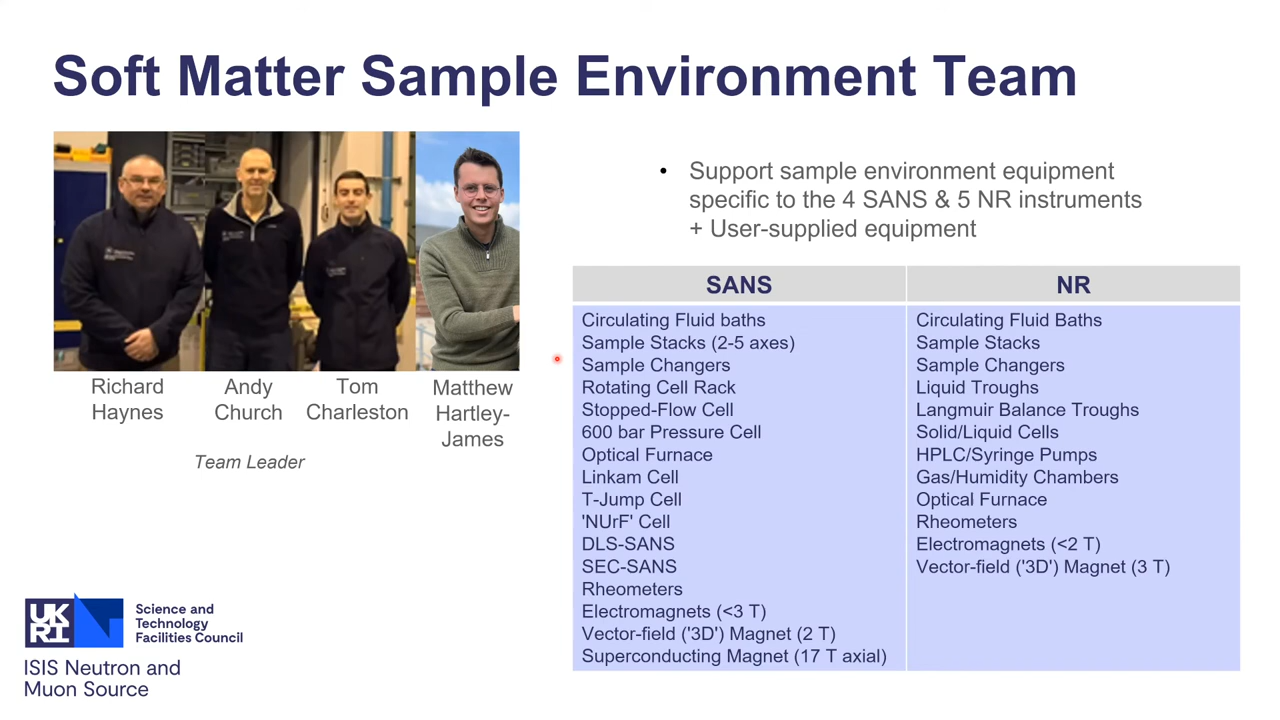 Soft Matter Sample Environment Team
Richard
Haynes
Andy
Church
Tom
Charleston
Matthew
Hartley-
James
Team Leader
• Support sample environment equipment
specific to the 4 SANS & 5 NR instruments
+ User-supplied equipment
SANS
Circulating Fluid baths
Sample Stacks (2-5 axes)
Sample Changers
Rotating Cell Rack
Stopped-Flow Cell
600 bar Pressure Cell
Optical Furnace
Linkam Cell
T-Jump Cell
'NUrF' Cell
DLS-SANS
SEC-SANS
Rheometers
Electromagnets (<3 T)
Vector-field ('3D') Magnet (2 T)
Superconducting Magnet (17 T axial)
NR
Circulating Fluid Baths
Sample Stacks
Sample Changers
Liquid Troughs
Langmuir Balance Troughs
Solid/Liquid Cells
HPLC/Syringe Pumps
Gas/Humidity Chambers
Optical Furnace
Rheometers
Electromagnets (<2 T)
Vector-field ('3D') Magnet (3 T)
UK
RI
Science and
Technology
Facilities Council
ISIS Neutron and
Muon Source